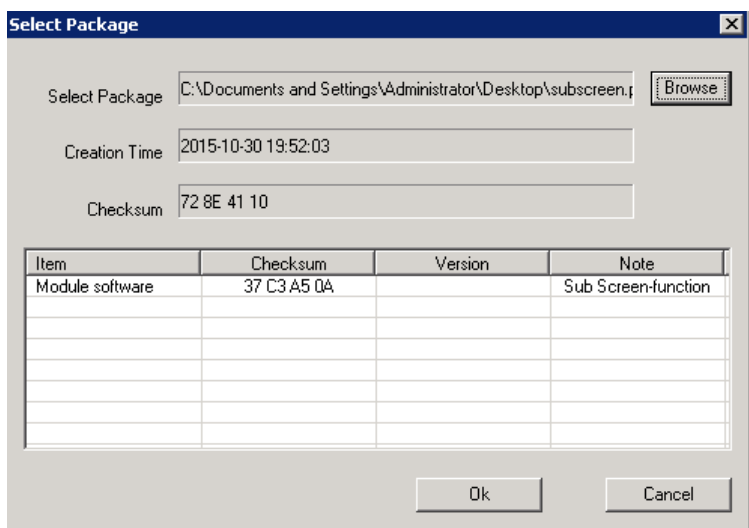 Select Package
Select Package C:\Documents and Settings\Administrator\Desktop\subscreen.p Browse
Creation Time 2015-10-30 19:52:03
Checksum 72 8E 41 10
Item Checksum Version Note
Module software 37 C3 A5 0A Sub Screen-function
Ok Cancel